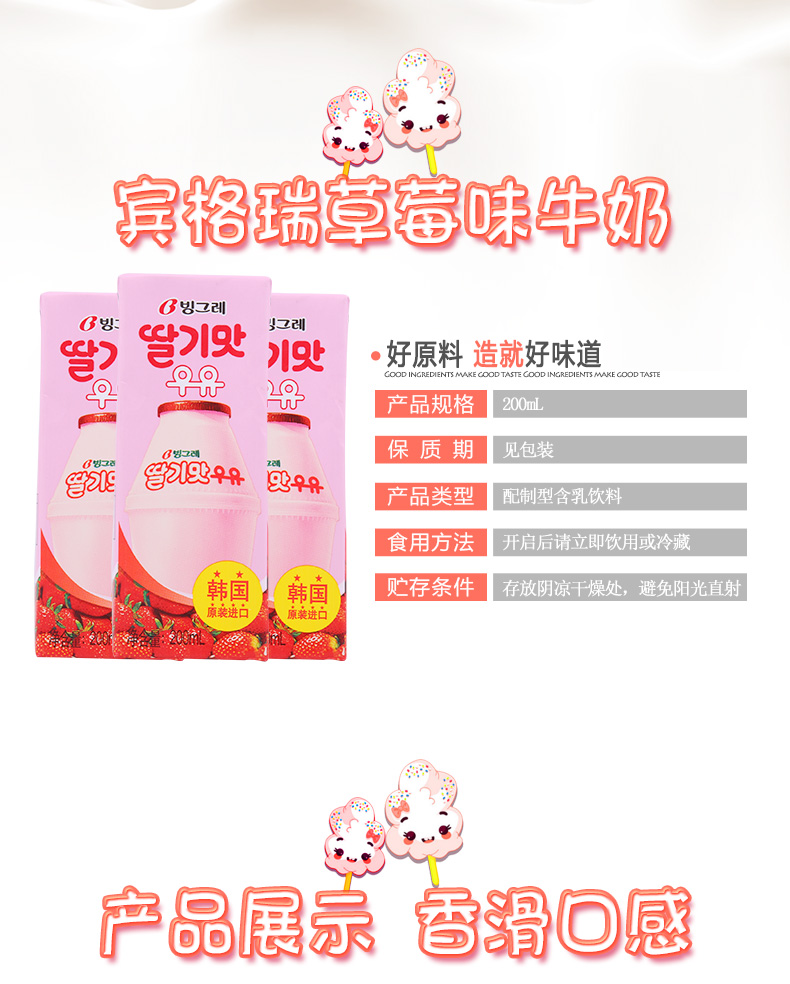 宾格瑞草莓味牛奶
빙그레
딸기맛
우유
빙그레
딸기맛우유
韩国
原装进口
净含量：200mL
韩国
原装进口
好原料 造就好味道
GOOD INGREDIENTS MAKE GOOD TASTE GOOD INGREDIENTS MAKE GOOD TASTE
产品规格 200mL
保质期 见包装
产品类型 配制型含乳饮料
食用方法 开启后请立即饮用或冷藏
贮存条件 存放阴凉干燥处，避免阳光直射
产品展示 香滑口感